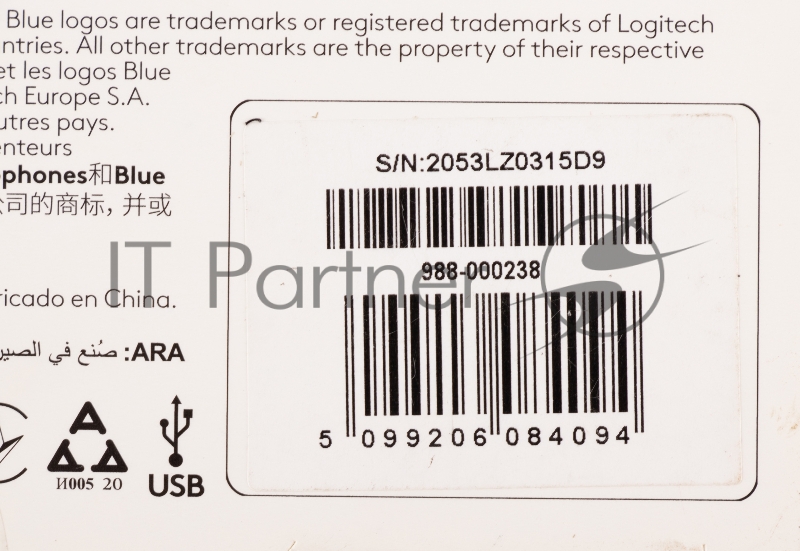 Blue logos are trademarks or registered trademarks of Logitech
ntries. All other trademarks are the property of their respective
et les logos Blue
ch Europe S.A.
utres pays.
enteurs
phones和Blue
公司的商标, 并或
ricado en China.
ARA: صُنع في الصين
И005 20
USB
S/N:2053LZ0315D9
988-000238
5 099206 084094
IT Partner